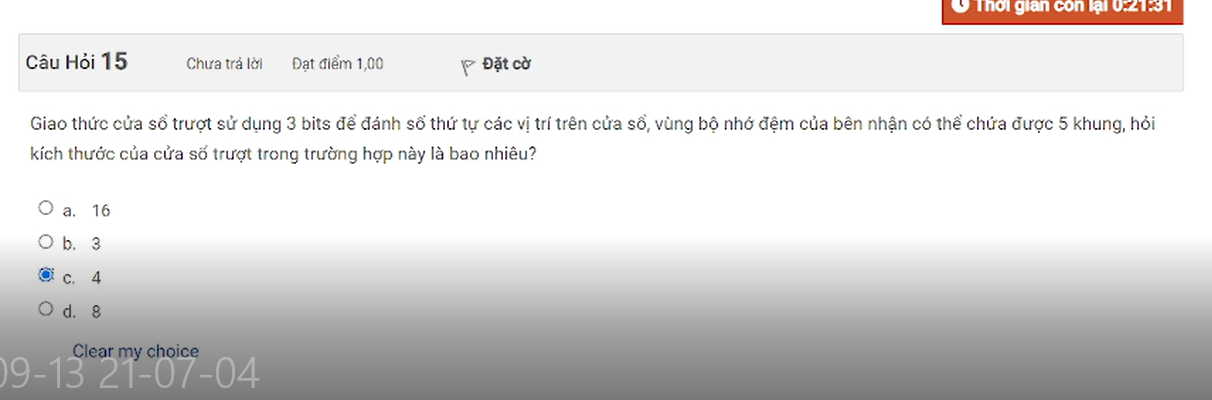 Thời gian còn lại 0:21:31
Câu Hỏi 15 Chưa trả lời Đạt điểm 1,00 Đặt cờ
Giao thức cửa sổ trượt sử dụng 3 bits để đánh số thứ tự các vị trí trên cửa sổ, vùng bộ nhớ đệm của bên nhận có thể chứa được 5 khung, hỏi
kích thước của cửa sổ trượt trong trường hợp này là bao nhiêu?
a. 16
b. 3
c. 4
d. 8
Clear my choice
09-13 21-07-04